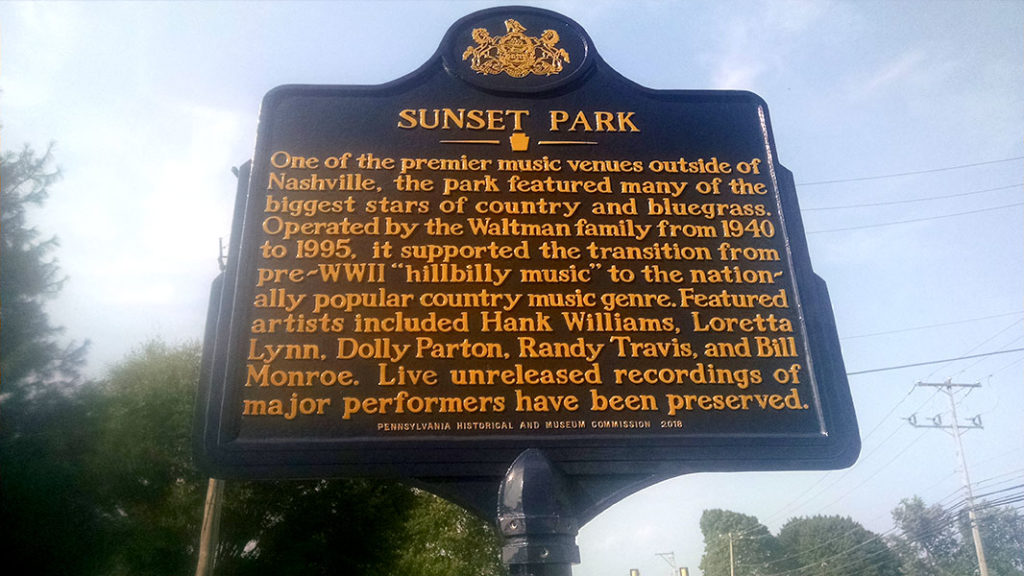 SUNSET PARK
One of the premier music venues outside of
Nashville, the park featured many of the
biggest stars of country and bluegrass.
Operated by the Waltman family from 1940
to 1995, it supported the transition from
pre-WWII "hillbilly music" to the nation-
ally popular country music genre. Featured
artists included Hank Williams, Loretta
Lynn, Dolly Parton, Randy Travis, and Bill
Monroe. Live unreleased recordings of
major performers have been preserved.
PENNSYLVANIA HISTORICAL AND MUSEUM COMMISSION 2018